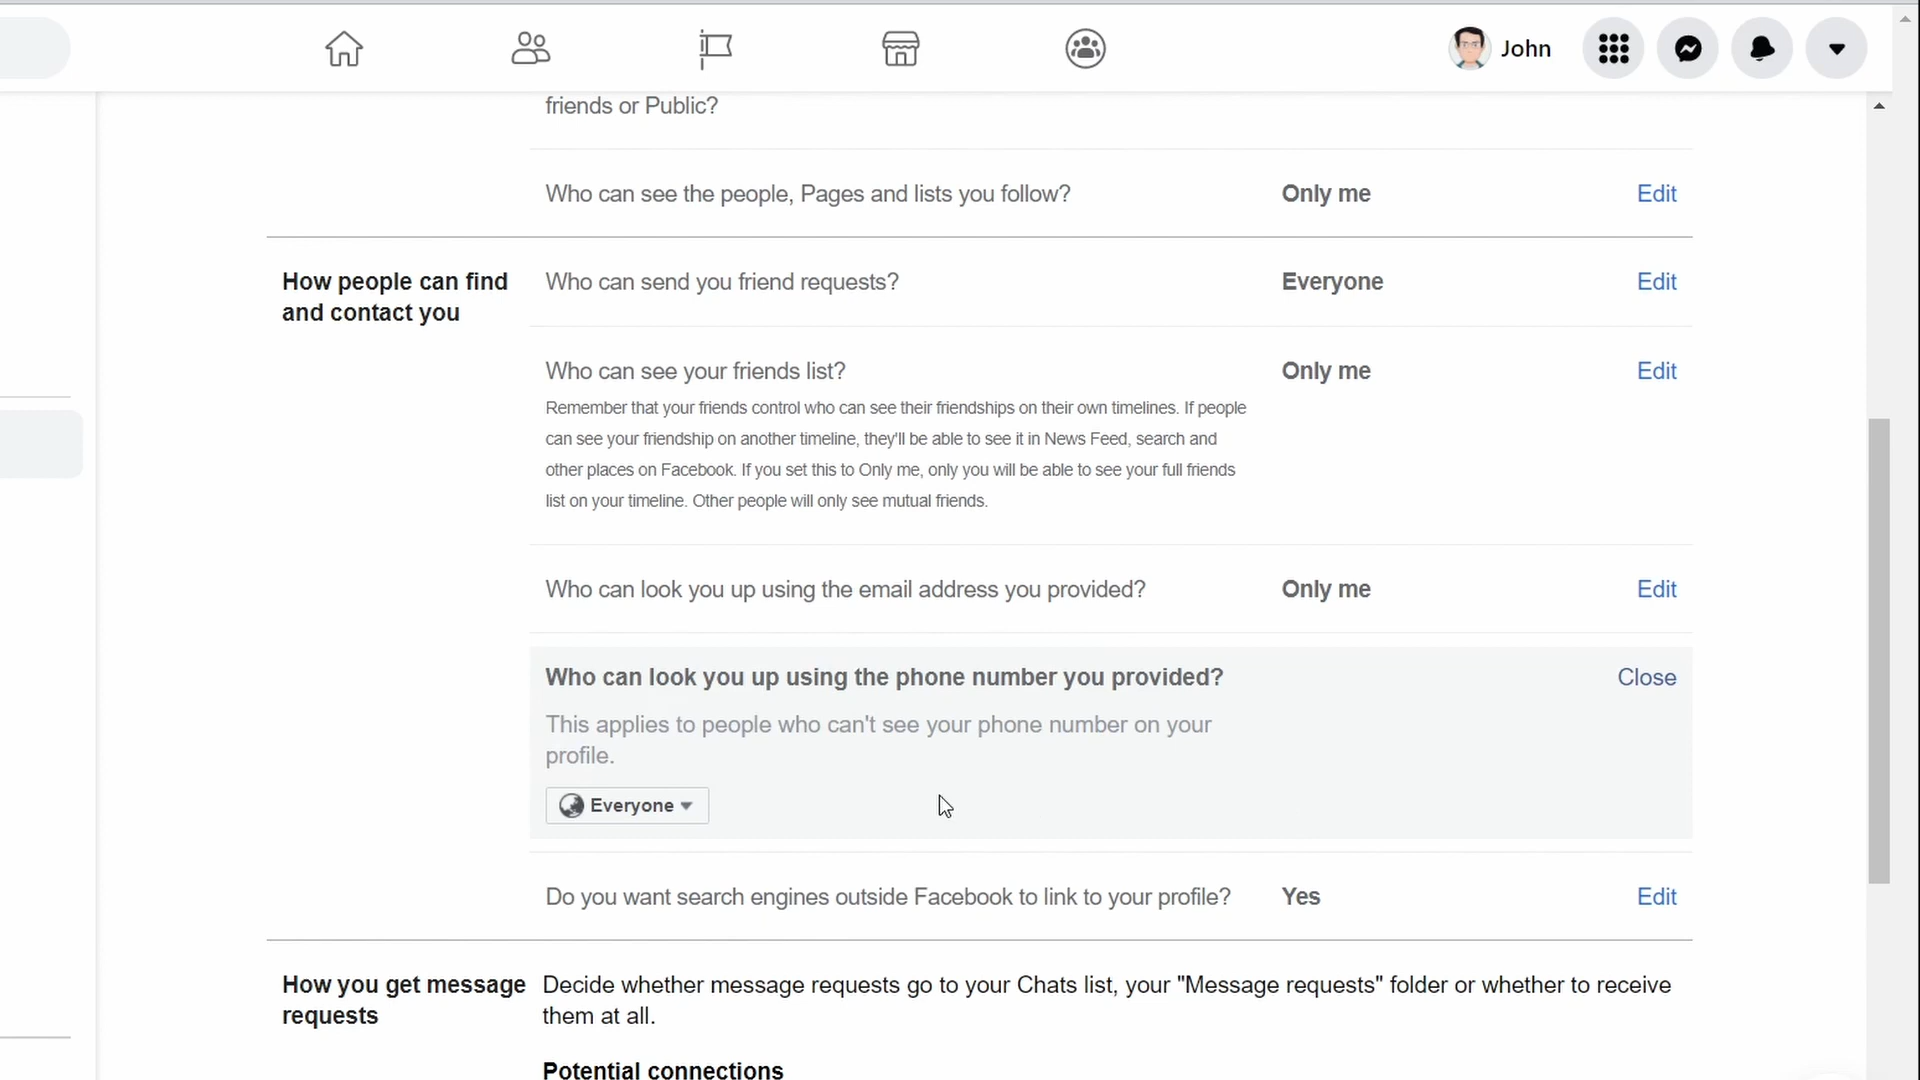 John
friends or Public?
Who can see the people, Pages and lists you follow? Only me Edit
How people can find
and contact you
Who can send you friend requests? Everyone Edit
Who can see your friends list? Only me Edit
Remember that your friends control who can see their friendships on their own timelines. If people
can see your friendship on another timeline, they'll be able to see it in News Feed, search and
other places on Facebook. If you set this to Only me, only you will be able to see your full friends
list on your timeline. Other people will only see mutual friends.
Who can look you up using the email address you provided? Only me Edit
Who can look you up using the phone number you provided? Close
This applies to people who can't see your phone number on your
profile.
Everyone
Do you want search engines outside Facebook to link to your profile? Yes Edit
How you get message
requests
Decide whether message requests go to your Chats list, your "Message requests" folder or whether to receive
them at all.
Potential connections